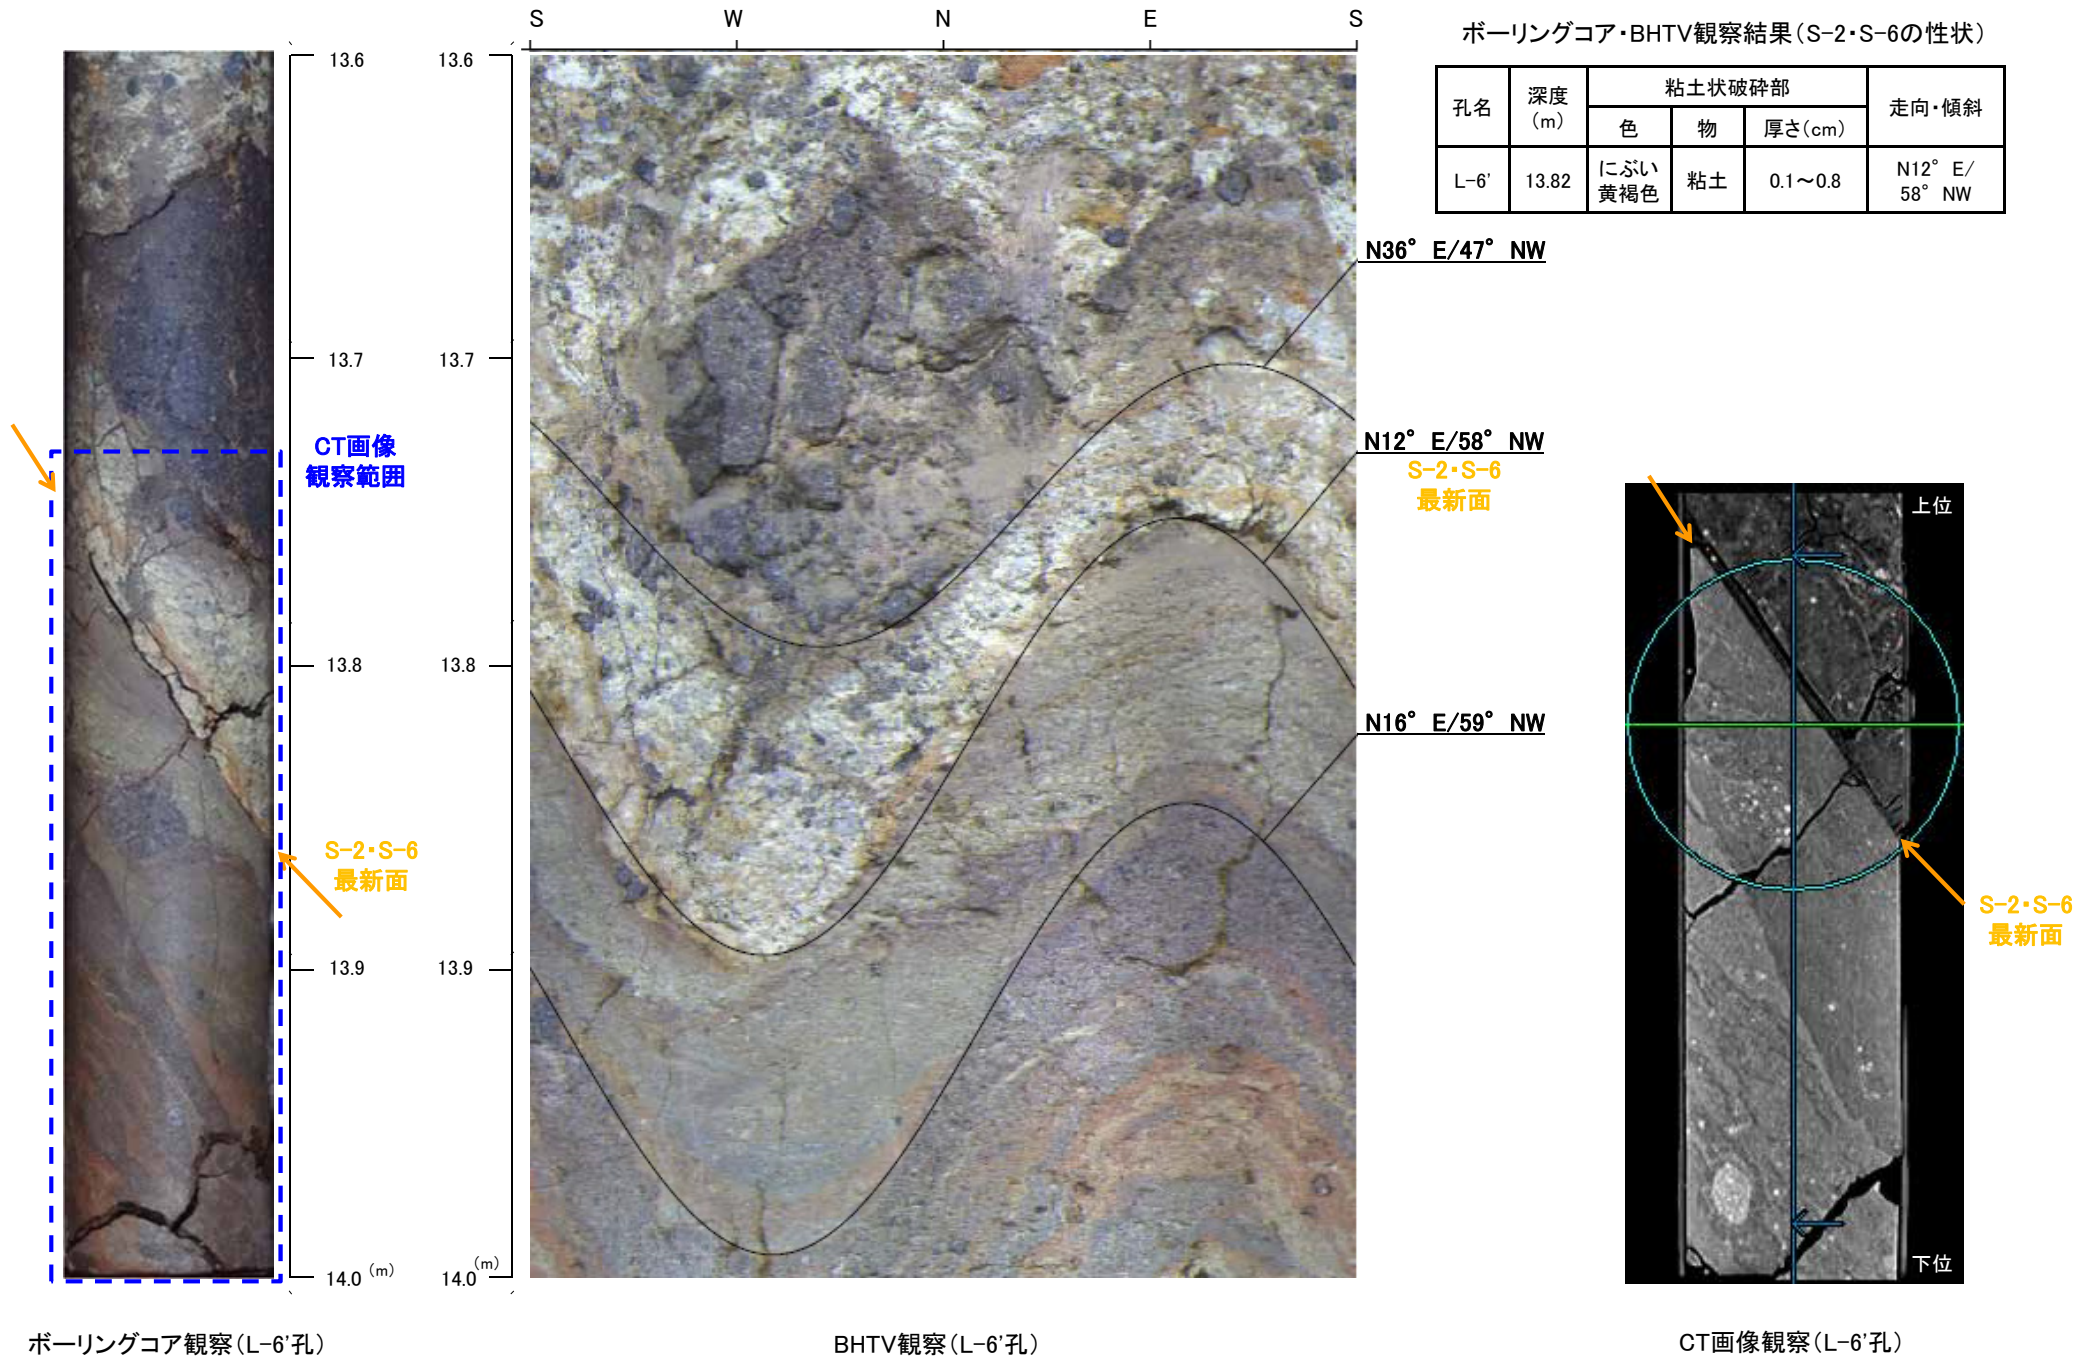 S W N E S
ボーリングコア・BHTV観察結果（S-2・S-6の性状）
孔名
深度
（m）
粘土状破砕部
走向・傾斜
色
物
厚さ（cm）
L-6'
13.82
にぶい
黄褐色
粘土
0.1～0.8
N12° E/
58° NW
13.6
13.7
13.8
13.9
14.0 （m）
13.6
13.7
13.8
13.9
14.0 （m）
CT画像
観察範囲
S-2・S-6
最新面
N36° E/47° NW
N12° E/58° NW
S-2・S-6
最新面
N16° E/59° NW
上位
下位
S-2・S-6
最新面
ボーリングコア観察（L-6'孔）
BHTV観察（L-6'孔）
CT画像観察（L-6'孔）